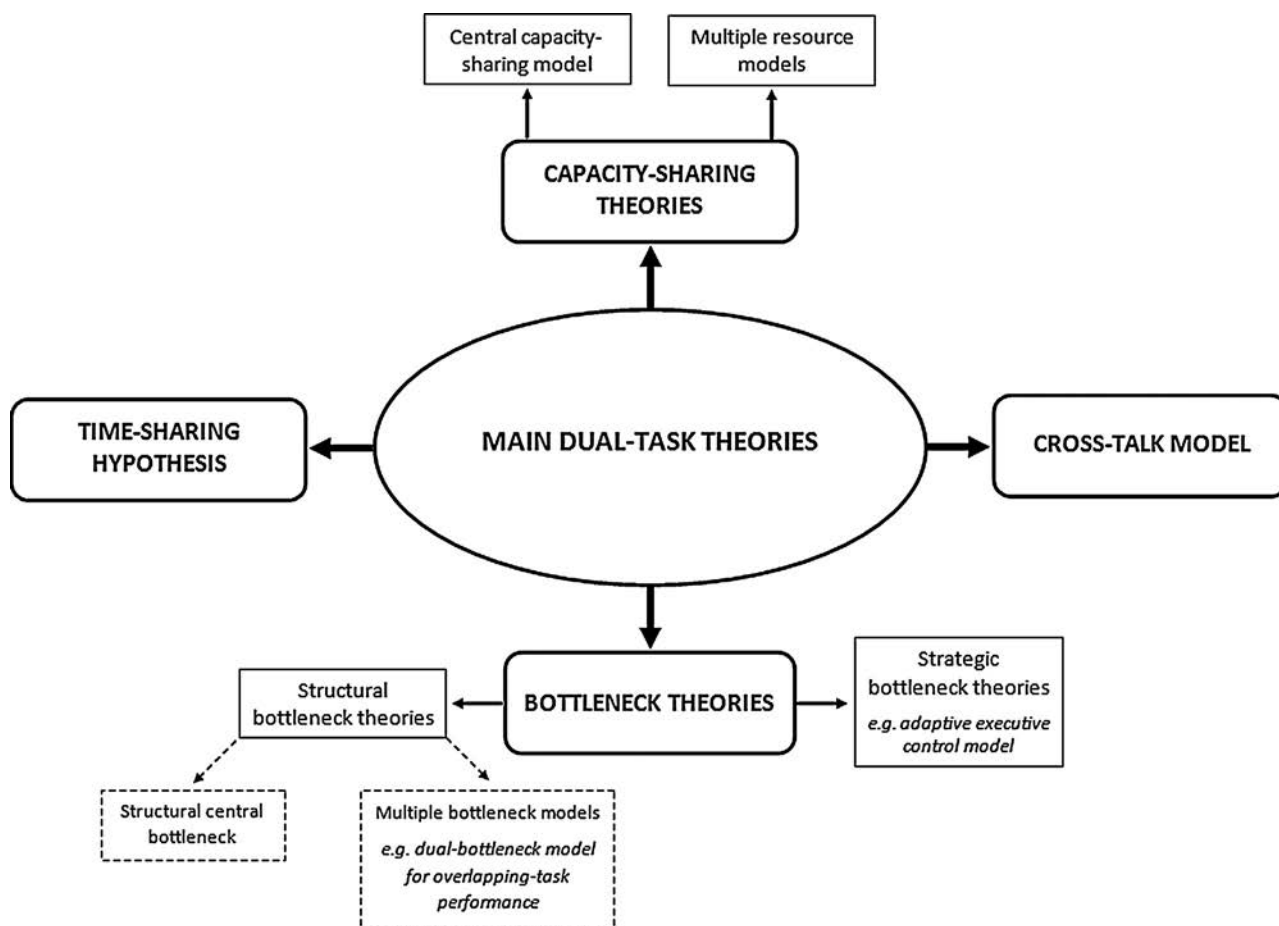 Central capacity-
sharing model
Multiple resource
models
CAPACITY-SHARING
THEORIES
TIME-SHARING
HYPOTHESIS
MAIN DUAL-TASK THEORIES
CROSS-TALK MODEL
BOTTLENECK THEORIES
Structural
bottleneck theories
Strategic
bottleneck theories
e.g. adaptive executive
control model
Structural central
bottleneck
Multiple bottleneck models
e.g. dual-bottleneck model
for overlapping-task
performance